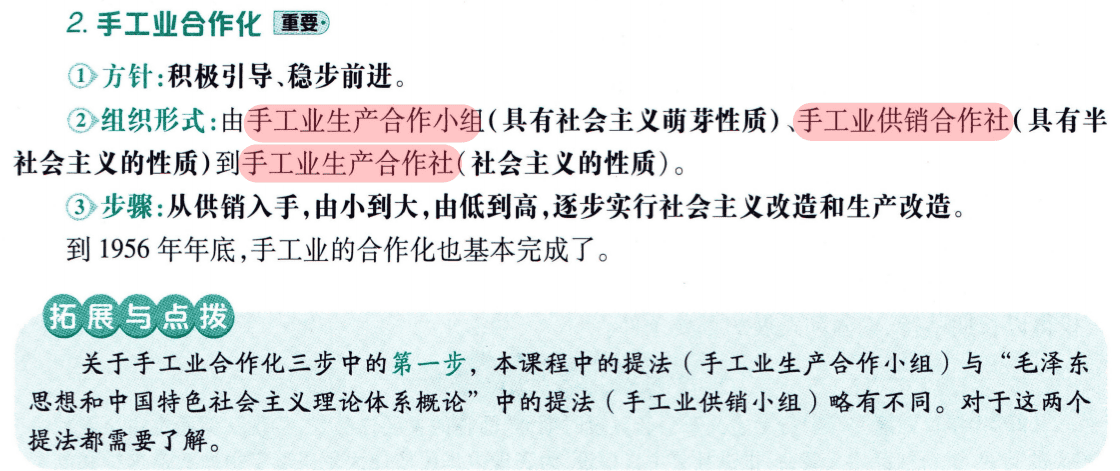 2. 手工业合作化 重要
①方针:积极引导、稳步前进。
②组织形式:由手工业生产合作小组(具有社会主义萌芽性质)、手工业供销合作社(具有半
社会主义的性质)到手工业生产合作社(社会主义的性质)。
③步骤:从供销入手,由小到大,由低到高,逐步实行社会主义改造和生产改造。
到 1956 年年底,手工业的合作化也基本完成了。
拓展与点拨
关于手工业合作化三步中的第一步，本课程中的提法（手工业生产合作小组）与“毛泽东
思想和中国特色社会主义理论体系概论”中的提法（手工业供销小组）略有不同。对于这两个
提法都需要了解。